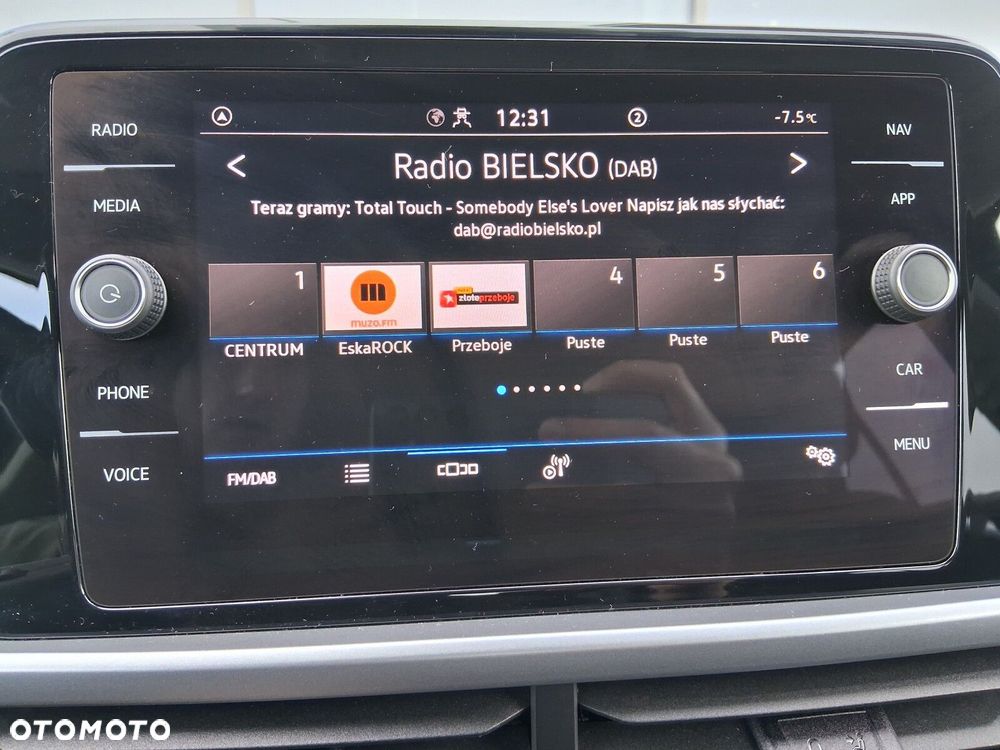 RADIO
MEDIA
PHONE
VOICE
12:31
2
-7.5°C
Radio BIELSKO (DAB)
Teraz gramy: Total Touch - Somebody Else's Lover Napisz jak nas słychać:
dab@radiobielsko.pl
1
m
muzo.fm
złoteprzeboje
4
5
6
CENTRUM
EskaROCK
Przeboje
Puste
Puste
Puste
FM/DAB
NAV
APP
CAR
MENU
OTOMOTO